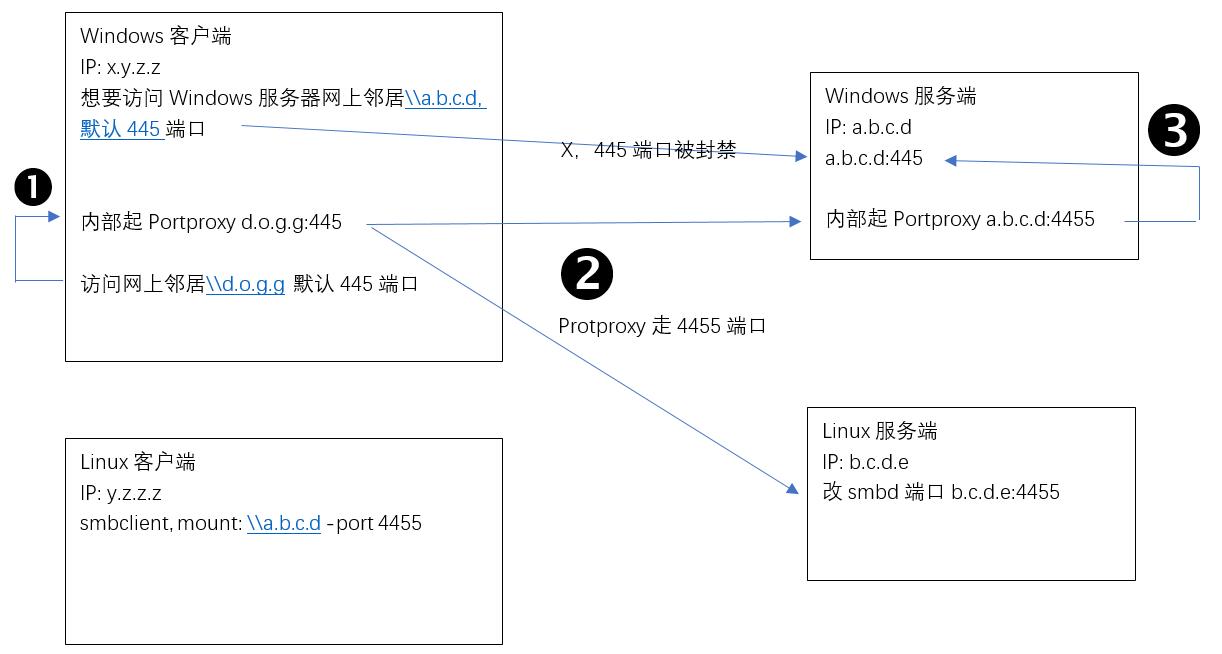 Windows 客户端
IP: x.y.z.z
想要访问 Windows 服务器网上邻居\\a.b.c.d,
默认 445 端口
❶
内部起 Portproxy d.o.g.g:445
访问网上邻居\\d.o.g.g 默认 445 端口
X，445 端口被封禁
❷
Protproxy 走 4455 端口
Windows 服务端
IP: a.b.c.d
a.b.c.d:445
❸
内部起 Portproxy a.b.c.d:4455
Linux 客户端
IP: y.z.z.z
smbclient, mount: \\a.b.c.d -port 4455
Linux 服务端
IP: b.c.d.e
改 smbd 端口 b.c.d.e:4455